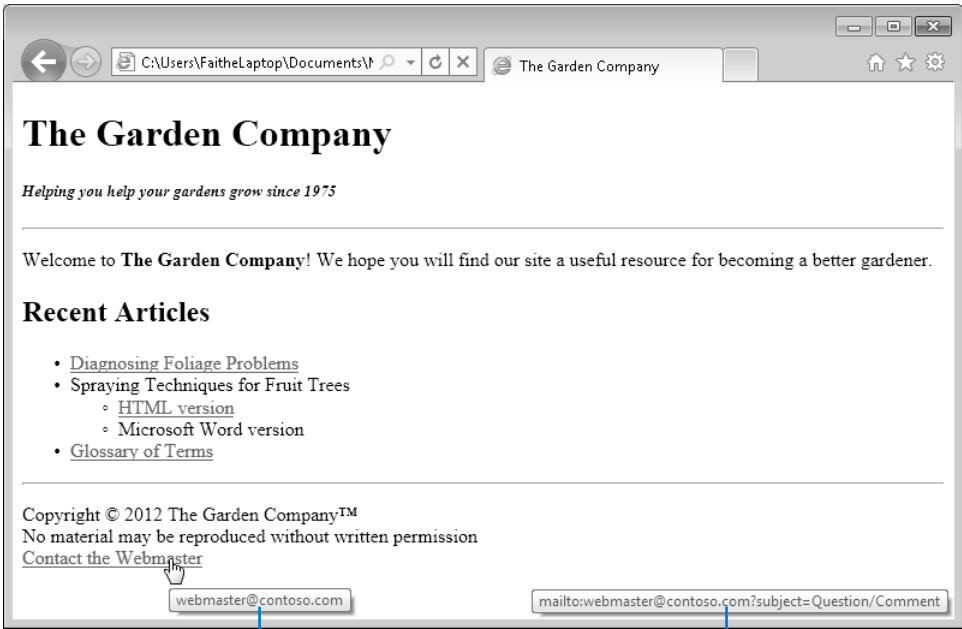 C:\Users\FaitheLaptop\Documents\
The Garden Company
The Garden Company
Helping you help your gardens grow since 1975
Welcome to The Garden Company! We hope you will find our site a useful resource for becoming a better gardener.
Recent Articles
• Diagnosing Foliage Problems
• Spraying Techniques for Fruit Trees
◦ HTML version
◦ Microsoft Word version
• Glossary of Terms
Copyright © 2012 The Garden Company™
No material may be reproduced without written permission
Contact the Webmaster
webmaster@contoso.com
mailto:webmaster@contoso.com?subject=Question/Comment